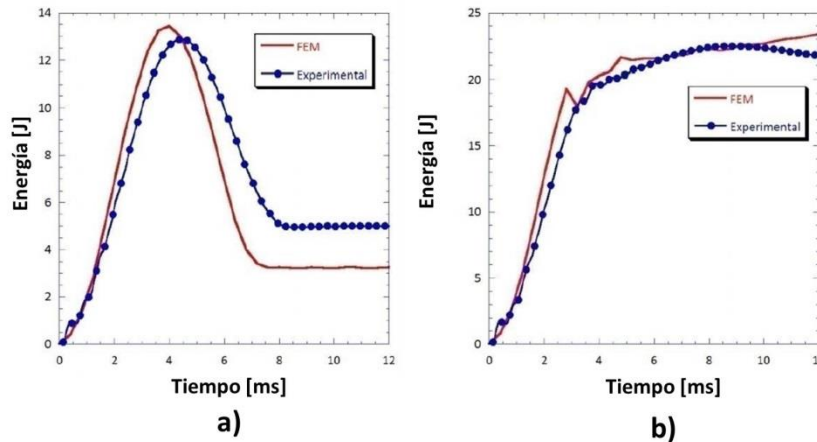 14
12
10
8
6
4
2
0
Energía [J]
FEM
Experimental
0 2 4 6 8 10 12
Tiempo [ms]
a)
25
20
15
10
5
0
Energía [J]
FEM
Experimental
0 2 4 6 8 10 12
Tiempo [ms]
b)